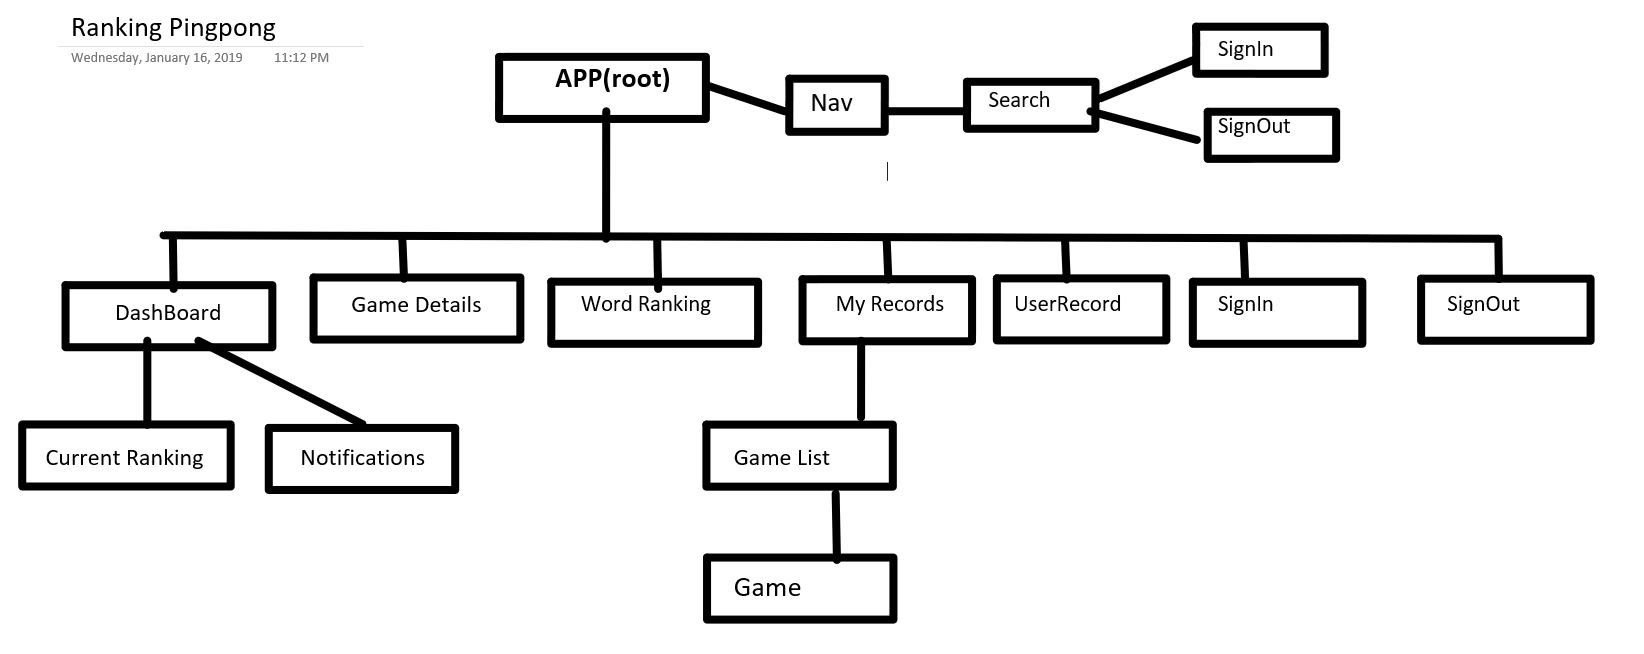 Ranking Pingpong
Wednesday, January 16, 2019 11:12 PM
APP(root)
Nav
Search
SignIn
SignOut
DashBoard
Game Details
Word Ranking
My Records
UserRecord
SignIn
SignOut
Current Ranking
Notifications
Game List
Game